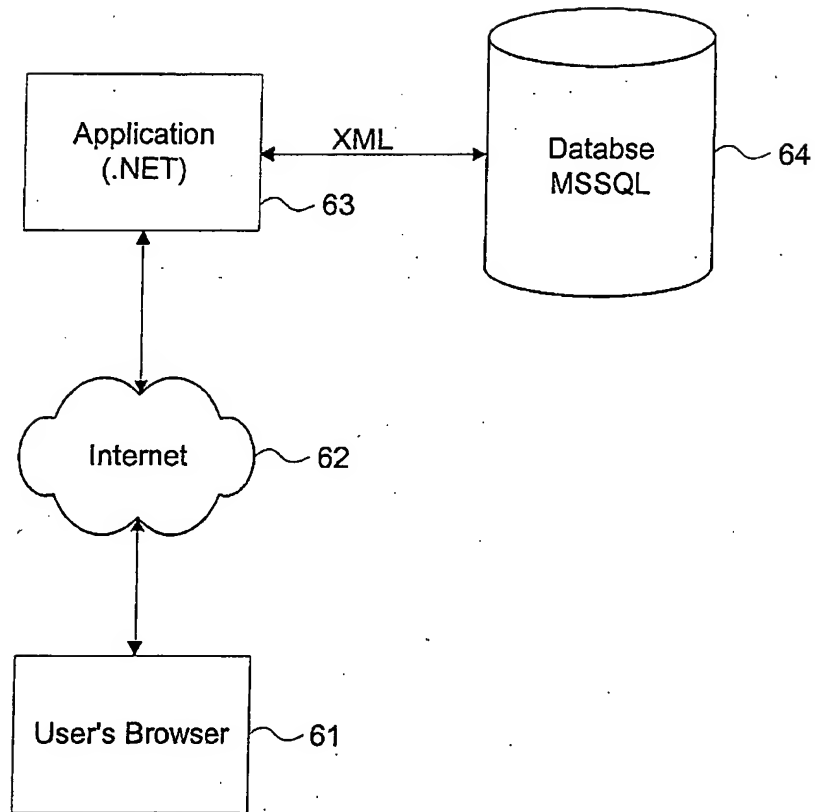 Application
(.NET)
63
XML
Databse
MSSQL
64
Internet
62
User's Browser
61